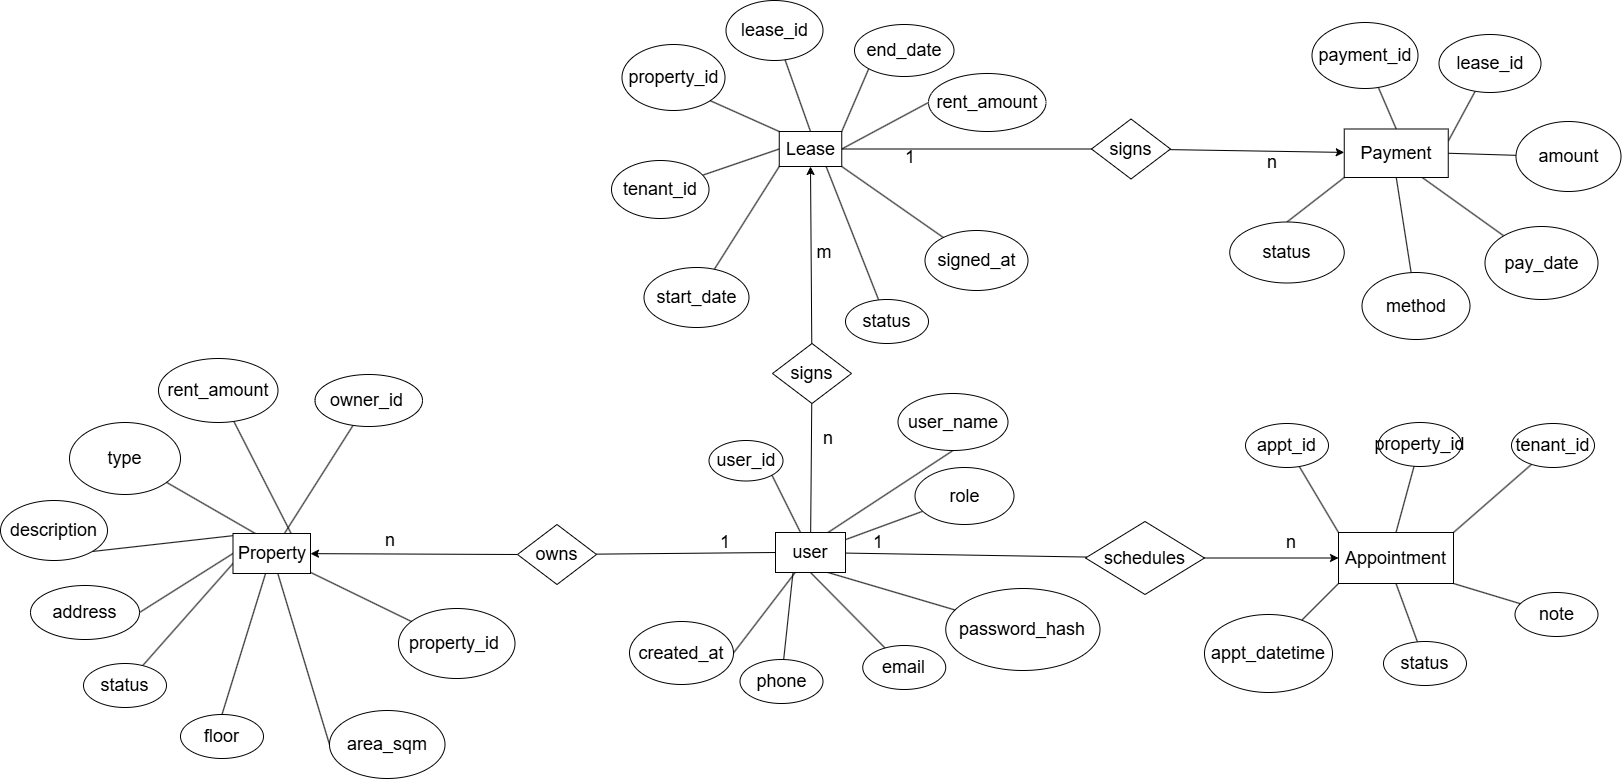 lease_id
end_date
property_id
rent_amount
Lease
tenant_id
start_date
status
signed_at
1
signs
n
payment_id
lease_id
Payment
amount
status
method
pay_date
m
signs
n
rent_amount
owner_id
type
description
Property
address
status
floor
area_sqm
property_id
n
owns
1
user_name
user_id
role
user
created_at
phone
email
password_hash
1
schedules
n
appt_id
property_id
tenant_id
Appointment
appt_datetime
status
note